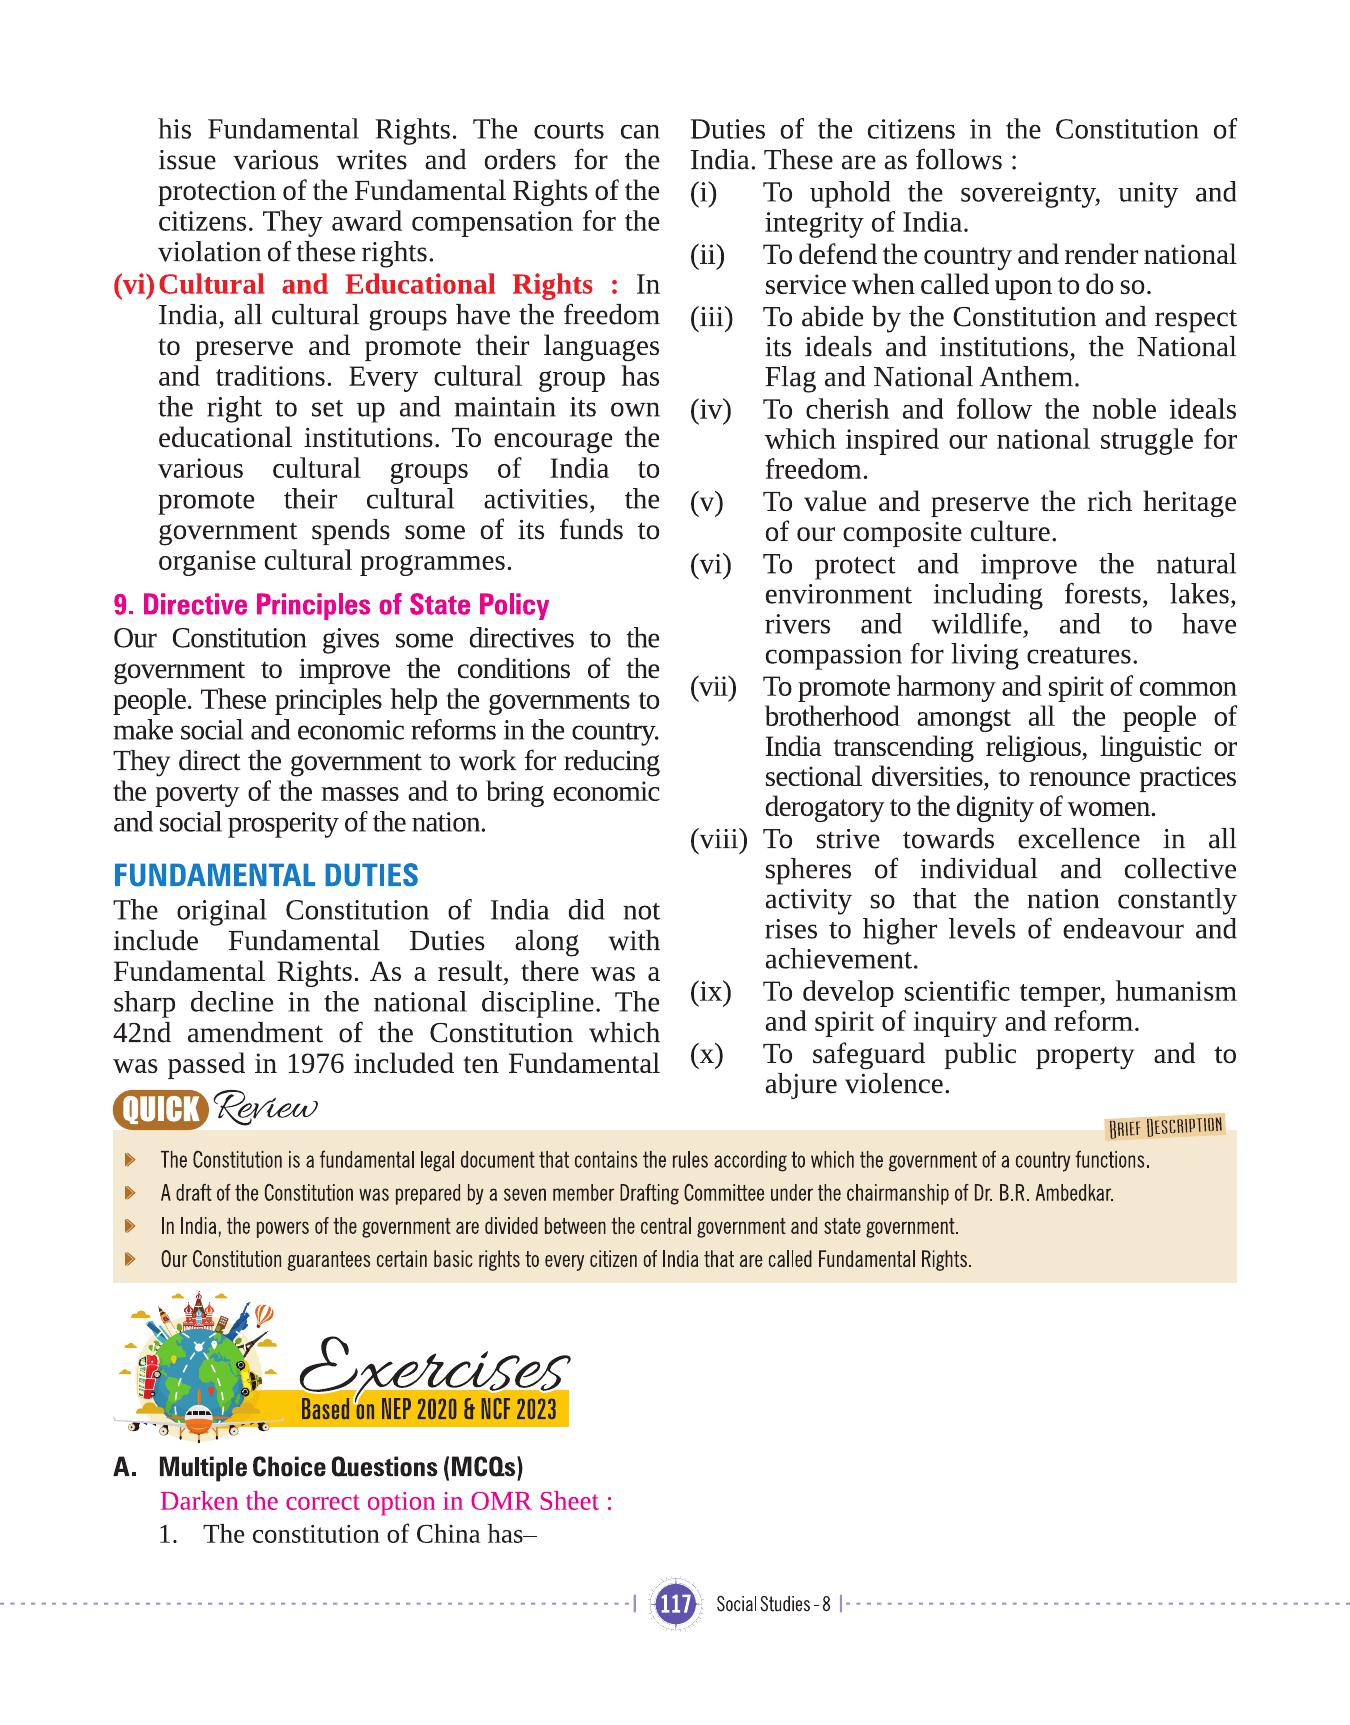 his Fundamental Rights. The courts can
issue various writes and orders for the
protection of the Fundamental Rights of the
citizens. They award compensation for the
violation of these rights.
(vi) Cultural and Educational Rights : In
India, all cultural groups have the freedom
to preserve and promote their languages
and traditions. Every cultural group has
the right to set up and maintain its own
educational institutions. To encourage the
various cultural groups of India to
promote their cultural activities, the
government spends some of its funds to
organise cultural programmes.
9. Directive Principles of State Policy
Our Constitution gives some directives to the
government to improve the conditions of the
people. These principles help the governments to
make social and economic reforms in the country.
They direct the government to work for reducing
the poverty of the masses and to bring economic
and social prosperity of the nation.
FUNDAMENTAL DUTIES
The original Constitution of India did not
include Fundamental Duties along with
Fundamental Rights. As a result, there was a
sharp decline in the national discipline. The
42nd amendment of the Constitution which
was passed in 1976 included ten Fundamental
Duties of the citizens in the Constitution of
India. These are as follows :
(i) To uphold the sovereignty, unity and
integrity of India.
(ii) To defend the country and render national
service when called upon to do so.
(iii) To abide by the Constitution and respect
its ideals and institutions, the National
Flag and National Anthem.
(iv) To cherish and follow the noble ideals
which inspired our national struggle for
freedom.
(v) To value and preserve the rich heritage
of our composite culture.
(vi) To protect and improve the natural
environment including forests, lakes,
rivers and wildlife, and to have
compassion for living creatures.
(vii) To promote harmony and spirit of common
brotherhood amongst all the people of
India transcending religious, linguistic or
sectional diversities, to renounce practices
derogatory to the dignity of women.
(viii) To strive towards excellence in all
spheres of individual and collective
activity so that the nation constantly
rises to higher levels of endeavour and
achievement.
(ix) To develop scientific temper, humanism
and spirit of inquiry and reform.
(x) To safeguard public property and to
abjure violence.
QUICK Review
BRIEF DESCRIPTION
The Constitution is a fundamental legal document that contains the rules according to which the government of a country functions.
A draft of the Constitution was prepared by a seven member Drafting Committee under the chairmanship of Dr. B.R. Ambedkar.
In India, the powers of the government are divided between the central government and state government.
Our Constitution guarantees certain basic rights to every citizen of India that are called Fundamental Rights.
Exercises
Based on NEP 2020 & NCF 2023
A. Multiple Choice Questions (MCQs)
Darken the correct option in OMR Sheet :
1. The constitution of China has–
117 Social Studies - 8